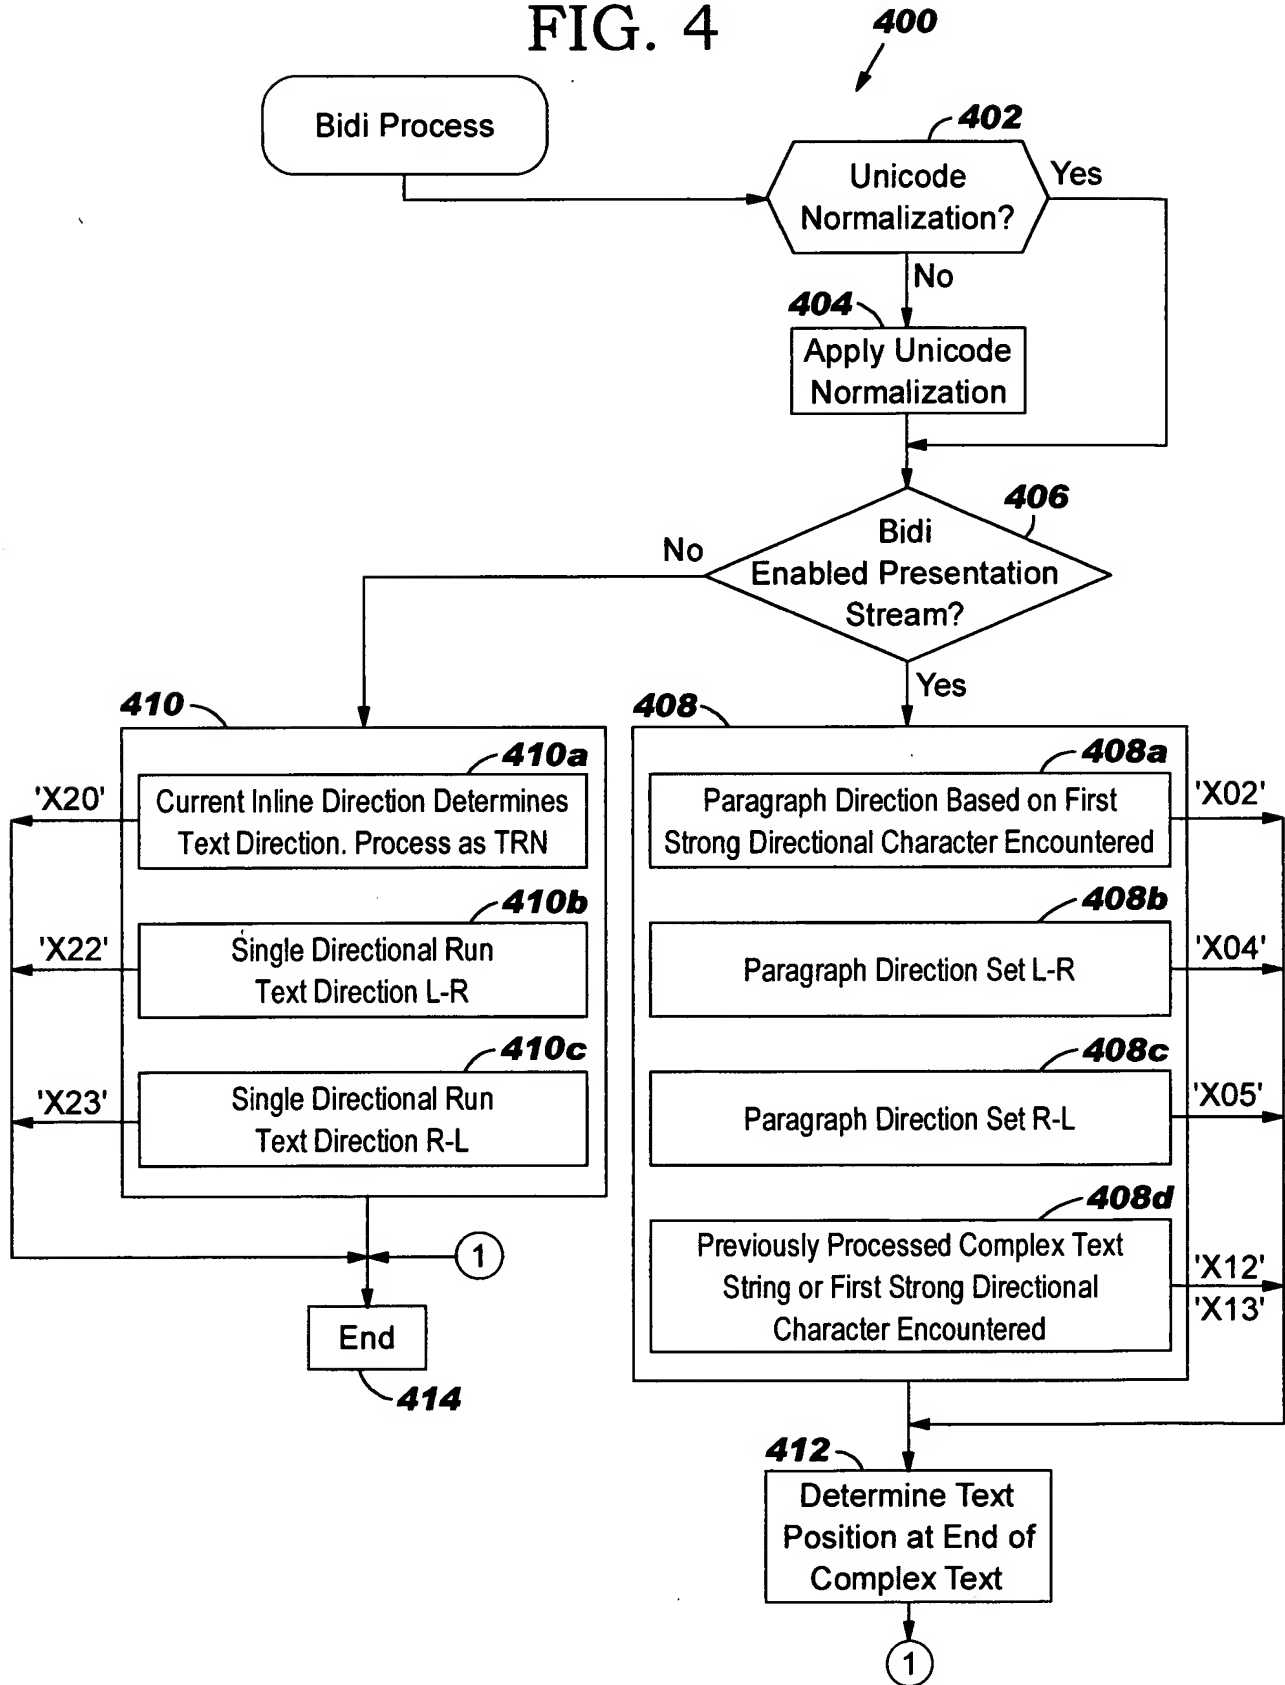 FIG. 4
400
Bidi Process
402
Unicode
Normalization?
Yes
No
404
Apply Unicode
Normalization
406
Bidi
Enabled Presentation
Stream?
No
Yes
410
410a
'X20'
Current Inline Direction Determines
Text Direction. Process as TRN
410b
'X22'
Single Directional Run
Text Direction L-R
410c
'X23'
Single Directional Run
Text Direction R-L
1
End
414
408
408a
Paragraph Direction Based on First
Strong Directional Character Encountered
'X02'
408b
Paragraph Direction Set L-R
'X04'
408c
Paragraph Direction Set R-L
'X05'
408d
Previously Processed Complex Text
String or First Strong Directional
Character Encountered
'X12'
'X13'
412
Determine Text
Position at End of
Complex Text
1